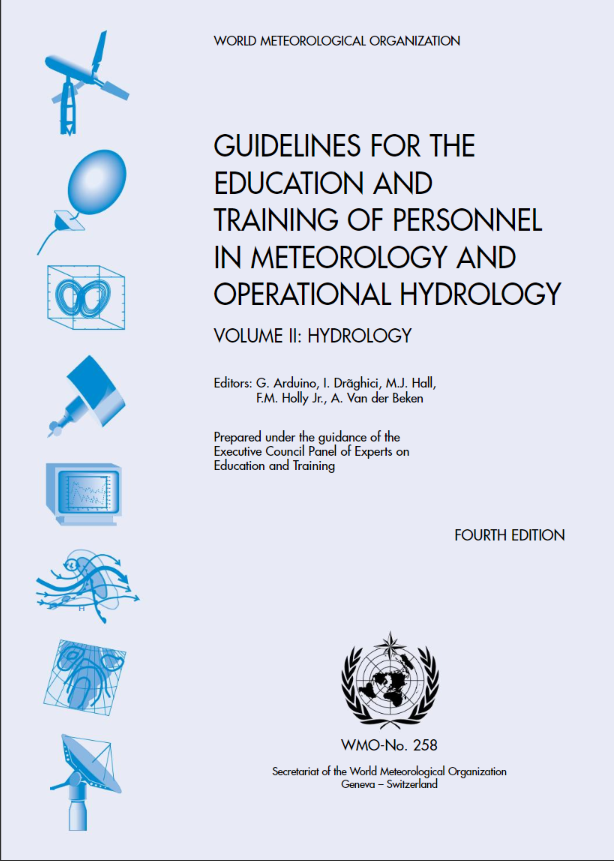 WORLD METEOROLOGICAL ORGANIZATION
GUIDELINES FOR THE
EDUCATION AND
TRAINING OF PERSONNEL
IN METEOROLOGY AND
OPERATIONAL HYDROLOGY
VOLUME II: HYDROLOGY
Editors: G. Arduino, I. Drăghici, M.J. Hall,
F.M. Holly Jr., A. Van der Beken
Prepared under the guidance of the
Executive Council Panel of Experts on
Education and Training
FOURTH EDITION
H
WMO-No. 258
Secretariat of the World Meteorological Organization
Geneva – Switzerland